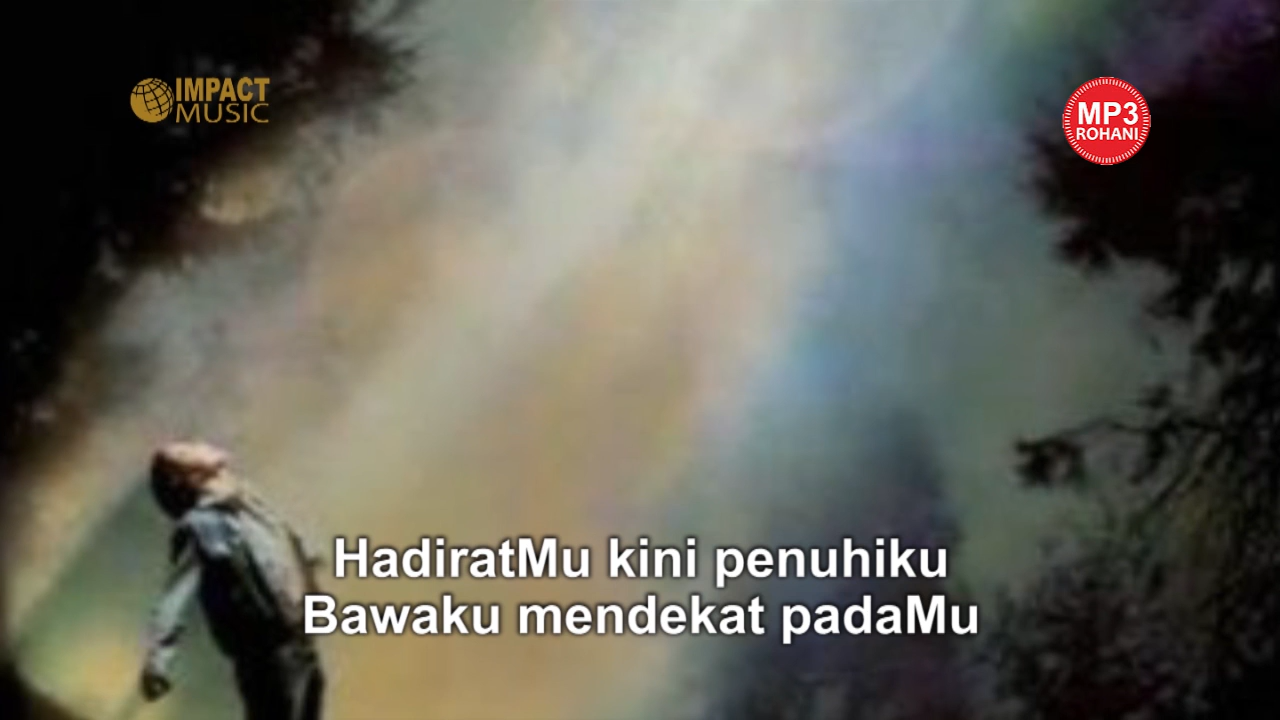 IMPACT
MUSIC
MP3
ROHANI
HadiratMu kini penuhiku
Bawaku mendekat padaMu